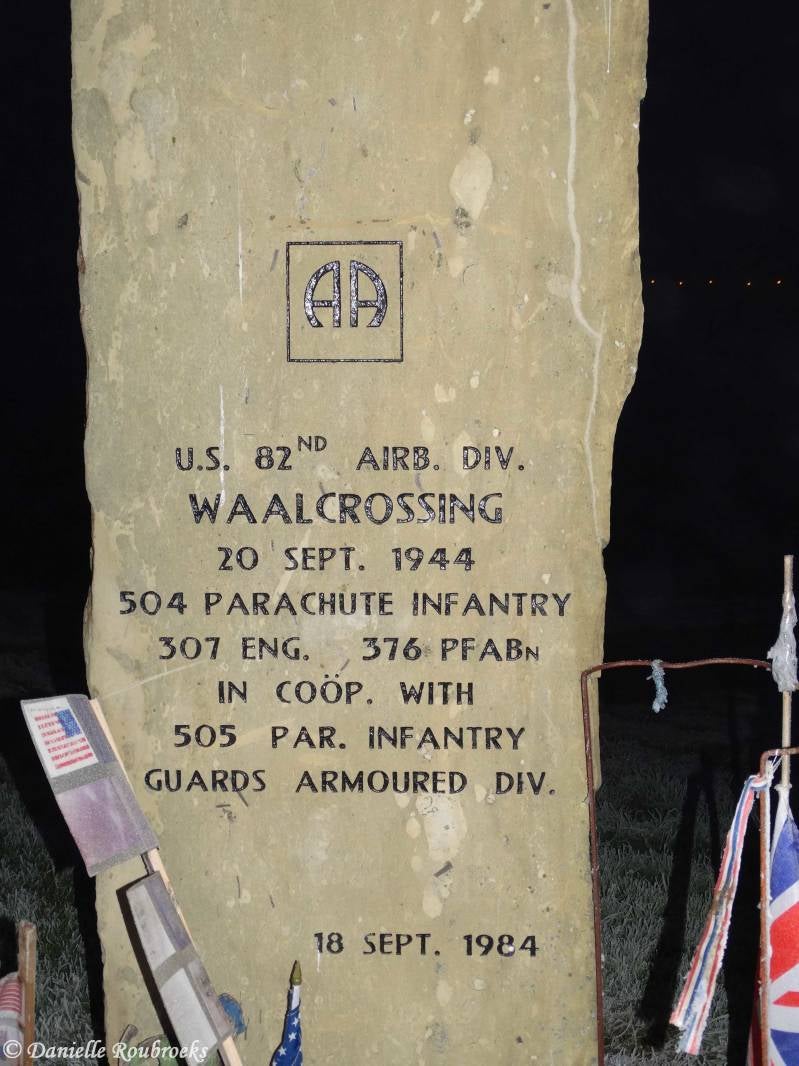 AA
U.S. 82ND AIRB. DIV.
WAALCROSSING
20 SEPT. 1944
504 PARACHUTE INFANTRY
307 ENG. 376 PFABN
IN COÖP. WITH
505 PAR. INFANTRY
GUARDS ARMOURED DIV.
18 SEPT. 1984
© Danielle Roubroeks